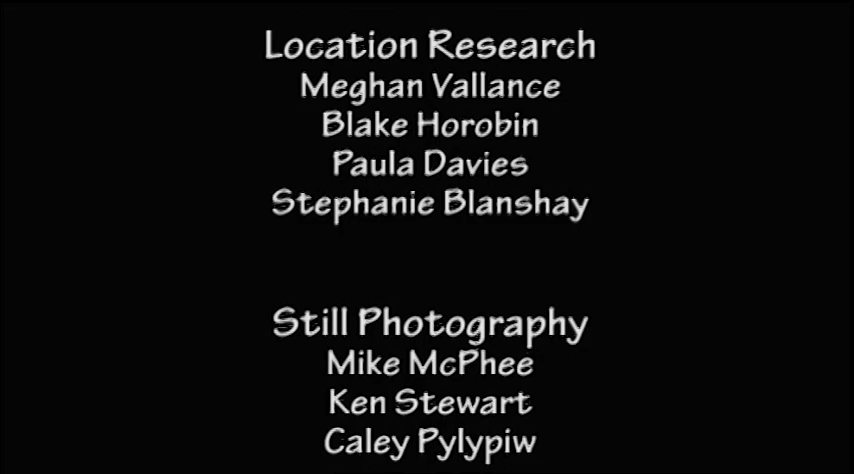 Location Research
Meghan Vallance
Blake Horobin
Paula Davies
Stephanie Blanshay
Still Photography
Mike McPhee
Ken Stewart
Caley Pylypiw